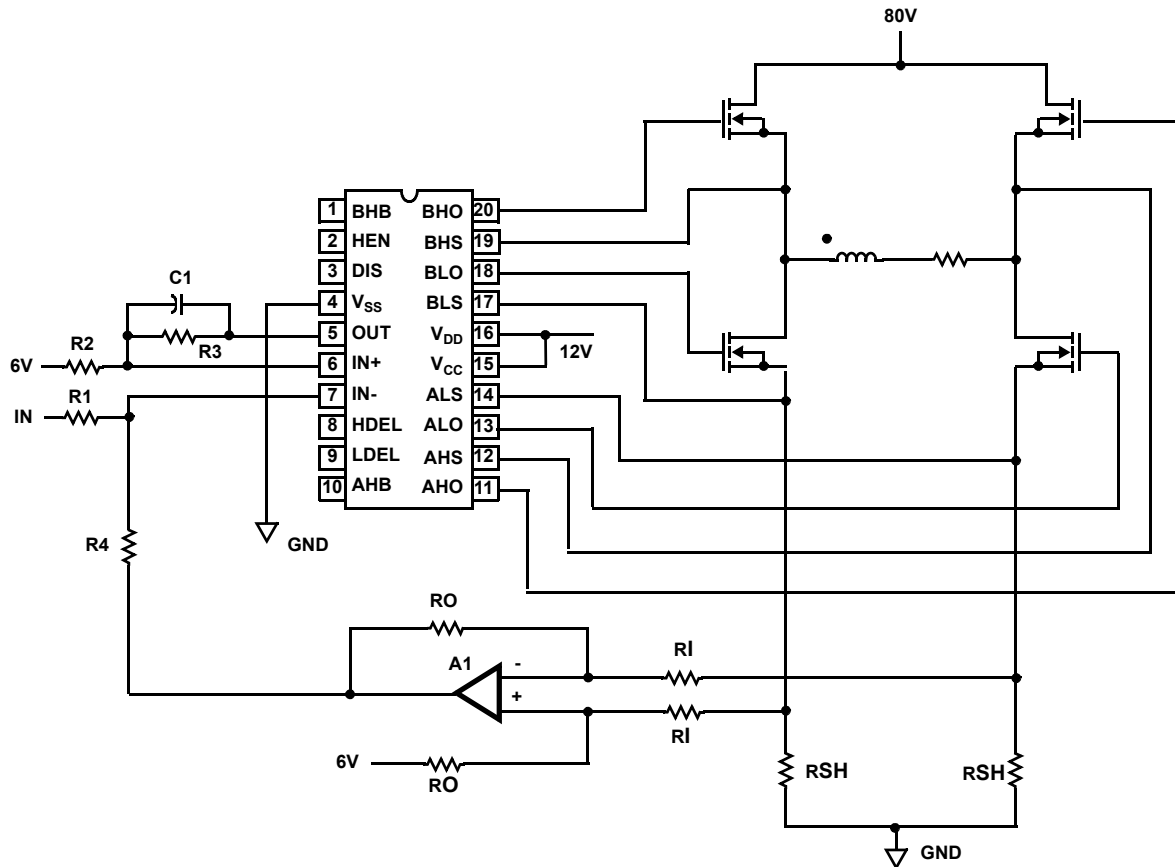 80V
1 BHB BHO 20
2 HEN BHS 19
3 DIS BLO 18
C1
4 VSS BLS 17
5 OUT VDD 16
R3
12V
R2
6V
6 IN+ VCC 15
R1
IN
7 IN- ALS 14
8 HDEL ALO 13
9 LDEL AHS 12
10 AHB AHO 11
GND
R4
RO
A1
-
+
RI
RI
6V
RO
RSH
RSH
GND